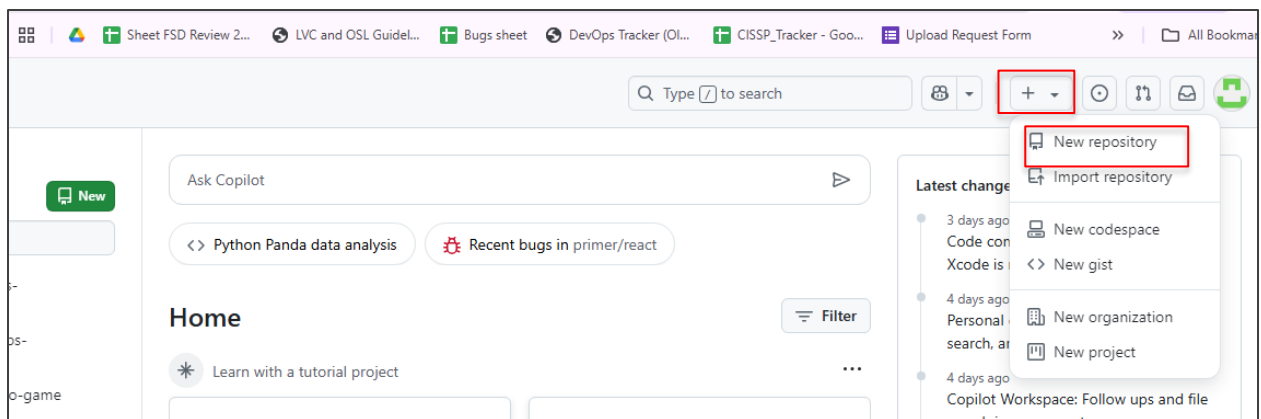 Sheet FSD Review 2...
LVC and OSL Guidel...
Bugs sheet
DevOps Tracker (Ol...
CISSP_Tracker - Goo...
Upload Request Form
All Bookmar
Type / to search
New repository
Import repository
New codespace
New gist
New organization
New project
New
s-
os-
o-game
Ask Copilot
Python Panda data analysis
Recent bugs in primer/react
Home
Filter
Learn with a tutorial project
Latest change
3 days ago
Code con
Xcode is
4 days ago
Personal
search, ar
4 days ago
Copilot Workspace: Follow ups and file